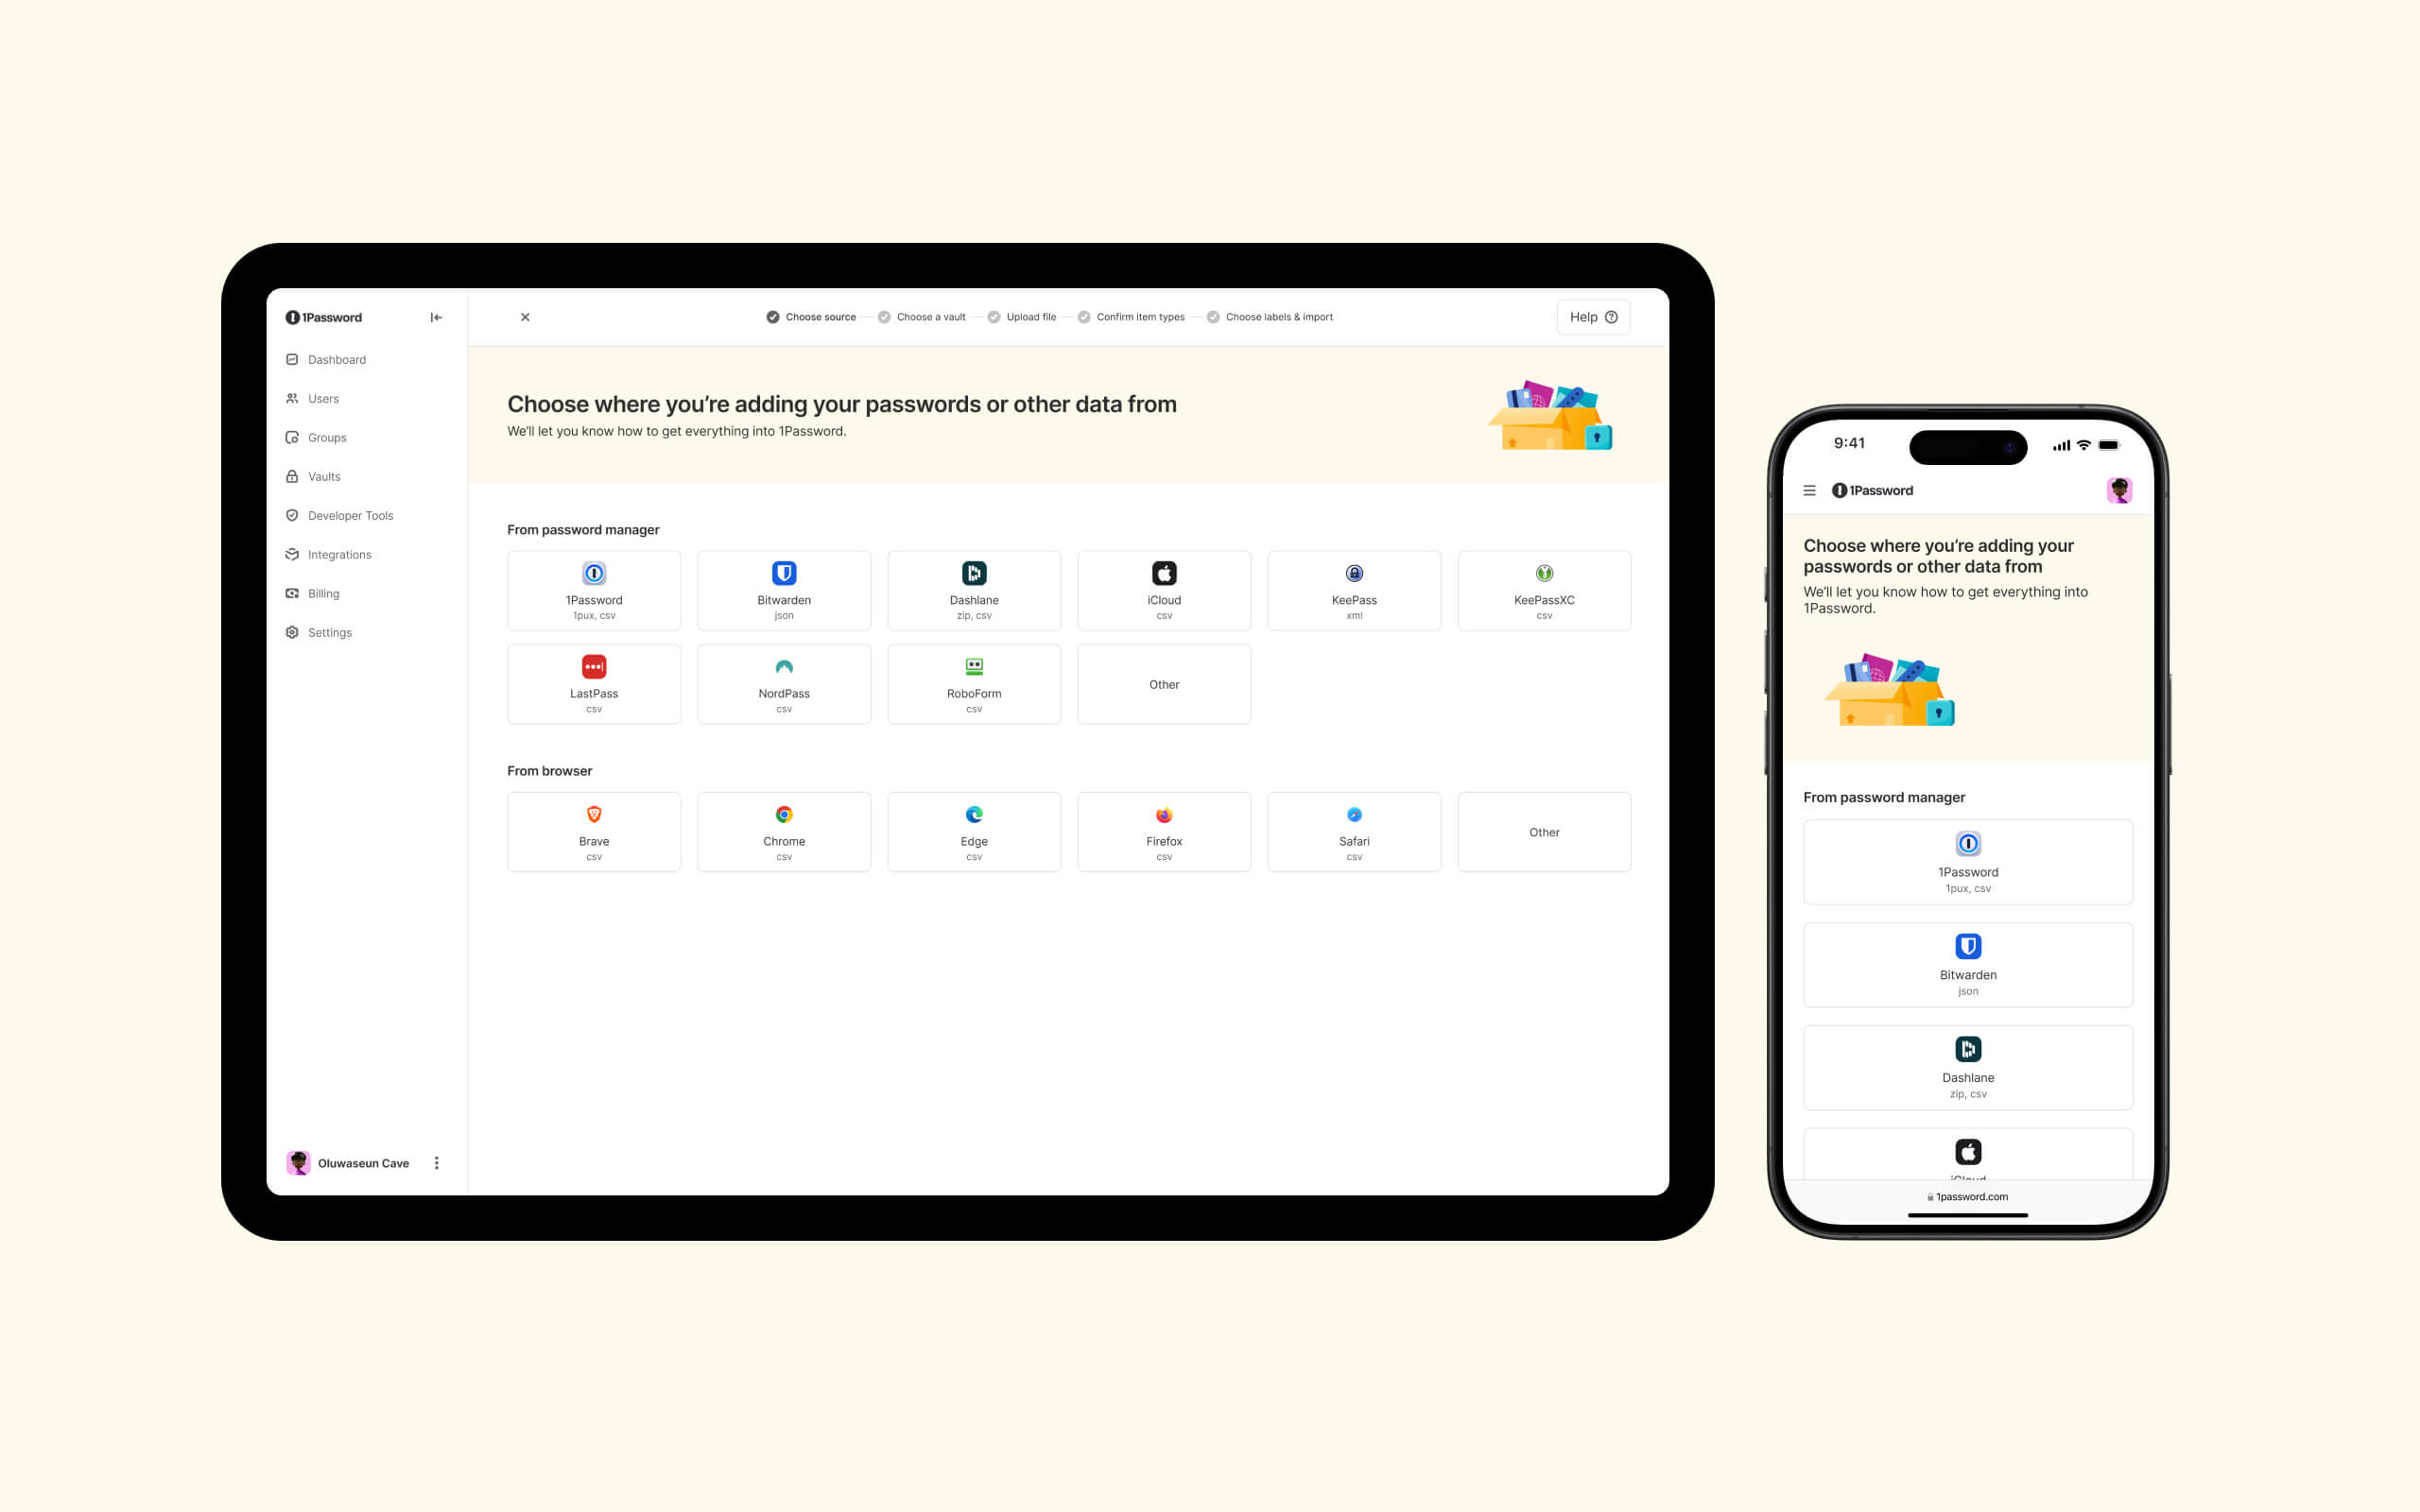 1Password
Dashboard
Users
Groups
Vaults
Developer Tools
Integrations
Billing
Settings
Oluwaseun Cave
Choose source
Choose a vault
Upload file
Confirm item types
Choose labels & import
Help
Choose where you’re adding your passwords or other data from
We’ll let you know how to get everything into 1Password.
From password manager
1Password
1pux, csv
Bitwarden
json
Dashlane
zip, csv
iCloud
csv
KeePass
xml
KeePassXC
csv
LastPass
csv
NordPass
csv
RoboForm
csv
Other
From browser
Brave
csv
Chrome
csv
Edge
csv
Firefox
csv
Safari
csv
Other
9:41
1Password
Choose where you’re adding your
passwords or other data from
We’ll let you know how to get everything into
1Password.
From password manager
1Password
1pux, csv
Bitwarden
json
Dashlane
zip, csv
iCloud
1password.com